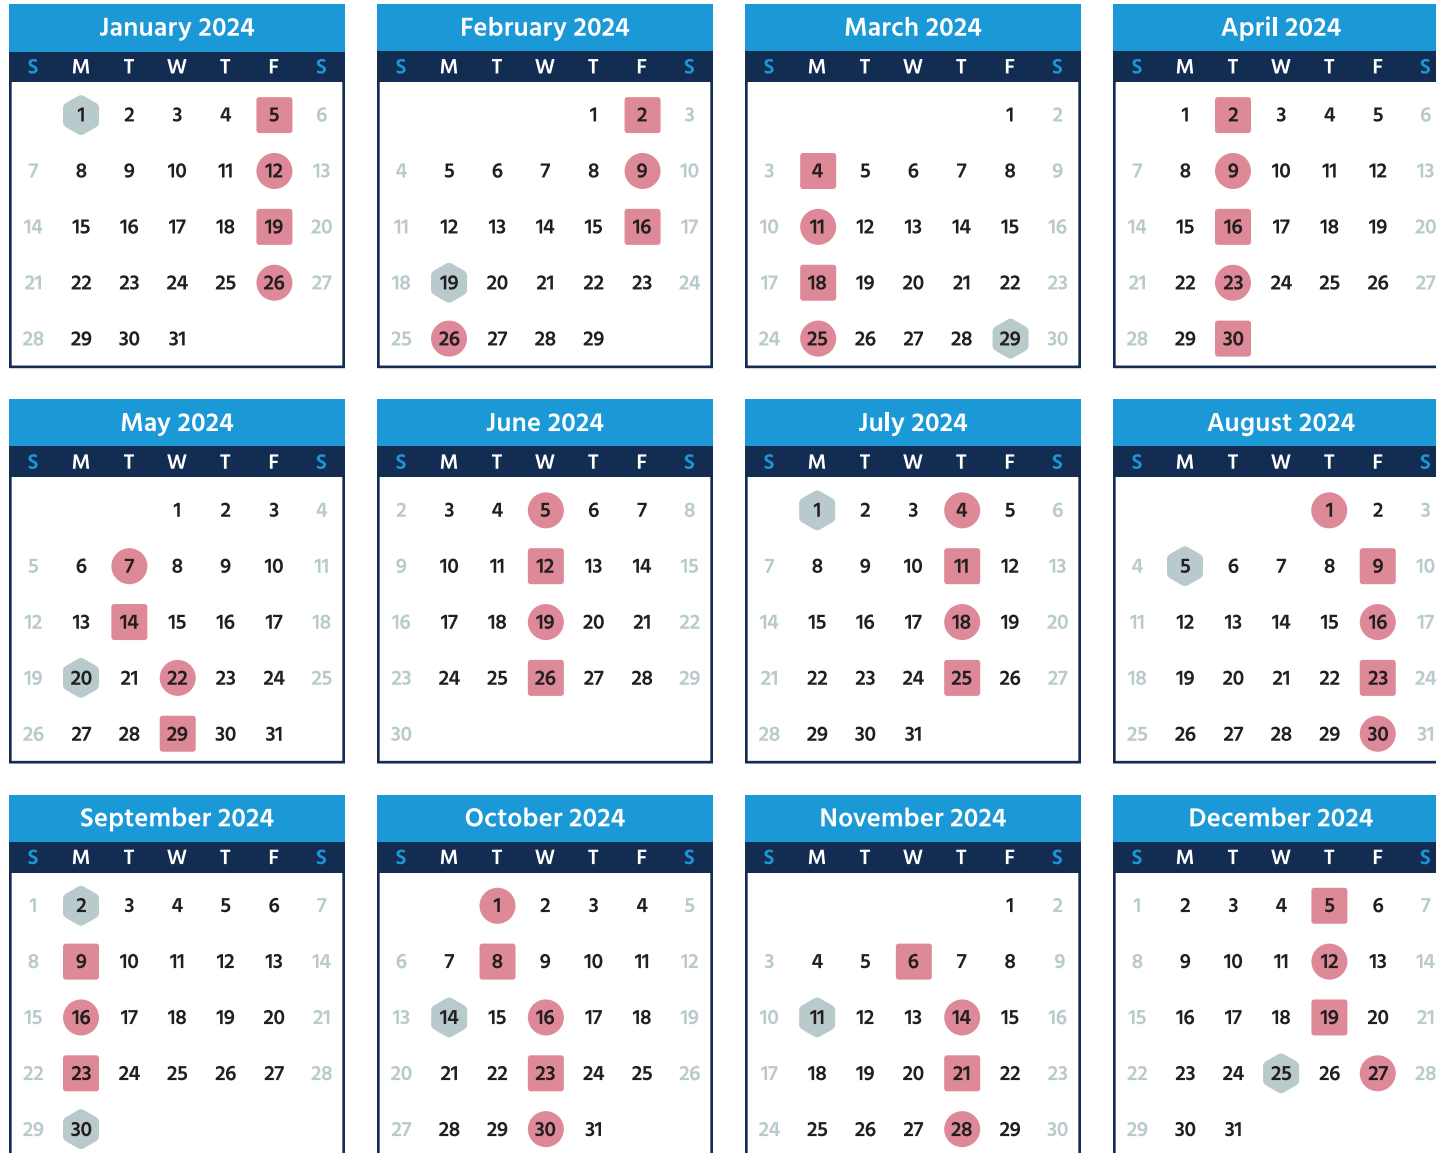 January 2024
S M T W T F S
1 2 3 4 5 6
7 8 9 10 11 12 13
14 15 16 17 18 19 20
21 22 23 24 25 26 27
28 29 30 31
February 2024
S M T W T F S
1 2 3
4 5 6 7 8 9 10
11 12 13 14 15 16 17
18 19 20 21 22 23 24
25 26 27 28 29
March 2024
S M T W T F S
1 2
3 4 5 6 7 8 9
10 11 12 13 14 15 16
17 18 19 20 21 22 23
24 25 26 27 28 29 30
April 2024
S M T W T F S
1 2 3 4 5 6
7 8 9 10 11 12 13
14 15 16 17 18 19 20
21 22 23 24 25 26 27
28 29 30
May 2024
S M T W T F S
1 2 3 4
5 6 7 8 9 10 11
12 13 14 15 16 17 18
19 20 21 22 23 24 25
26 27 28 29 30 31
June 2024
S M T W T F S
2 3 4 5 6 7 8
9 10 11 12 13 14 15
16 17 18 19 20 21 22
23 24 25 26 27 28 29
30
July 2024
S M T W T F S
1 2 3 4 5 6
7 8 9 10 11 12 13
14 15 16 17 18 19 20
21 22 23 24 25 26 27
28 29 30 31
August 2024
S M T W T F S
1 2 3
4 5 6 7 8 9 10
11 12 13 14 15 16 17
18 19 20 21 22 23 24
25 26 27 28 29 30 31
September 2024
S M T W T F S
1 2 3 4 5 6 7
8 9 10 11 12 13 14
15 16 17 18 19 20 21
22 23 24 25 26 27 28
29 30
October 2024
S M T W T F S
1 2 3 4 5
6 7 8 9 10 11 12
13 14 15 16 17 18 19
20 21 22 23 24 25 26
27 28 29 30 31
November 2024
S M T W T F S
1 2
3 4 5 6 7 8 9
10 11 12 13 14 15 16
17 18 19 20 21 22 23
24 25 26 27 28 29 30
December 2024
S M T W T F S
1 2 3 4 5 6 7
8 9 10 11 12 13 14
15 16 17 18 19 20 21
22 23 24 25 26 27 28
29 30 31